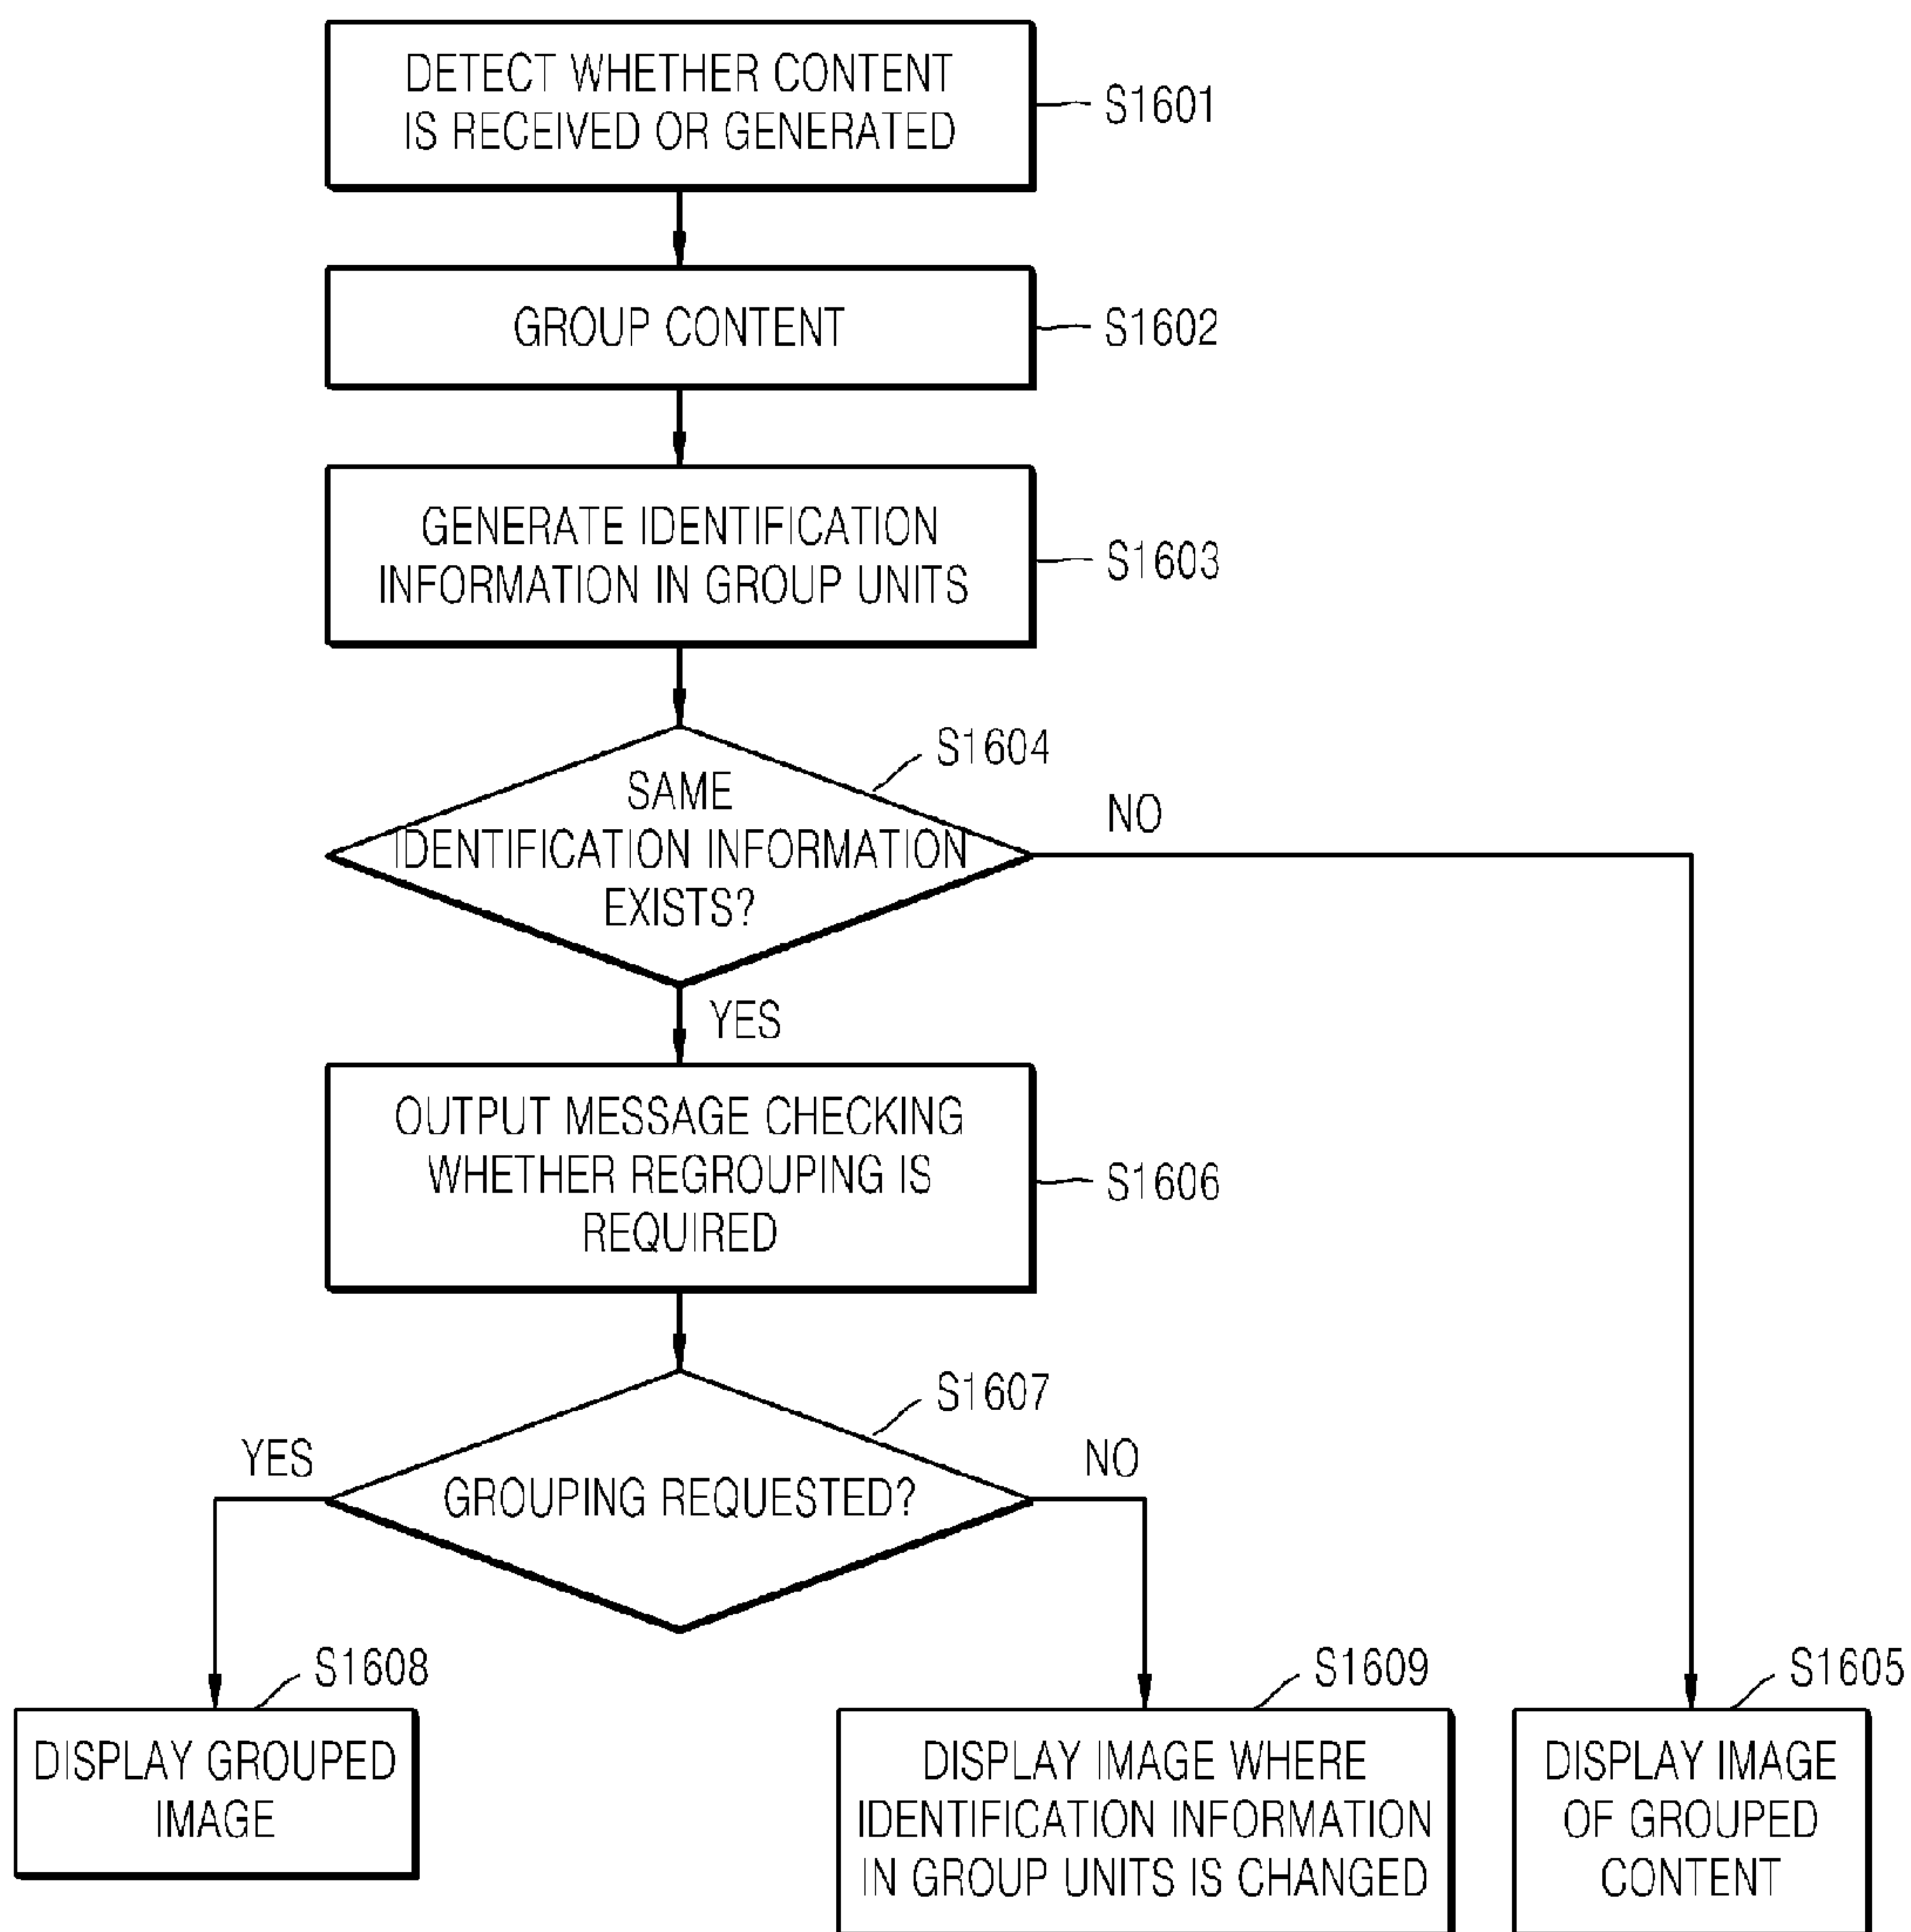 DETECT WHETHER CONTENT
IS RECEIVED OR GENERATED
S1601
GROUP CONTENT
S1602
GENERATE IDENTIFICATION
INFORMATION IN GROUP UNITS
S1603
S1604
SAME
IDENTIFICATION INFORMATION
EXISTS?
NO
YES
OUTPUT MESSAGE CHECKING
WHETHER REGROUPING IS
REQUIRED
S1606
S1607
YES
GROUPING REQUESTED?
NO
S1608
DISPLAY GROUPED
IMAGE
S1609
DISPLAY IMAGE WHERE
IDENTIFICATION INFORMATION
IN GROUP UNITS IS CHANGED
S1605
DISPLAY IMAGE
OF GROUPED
CONTENT